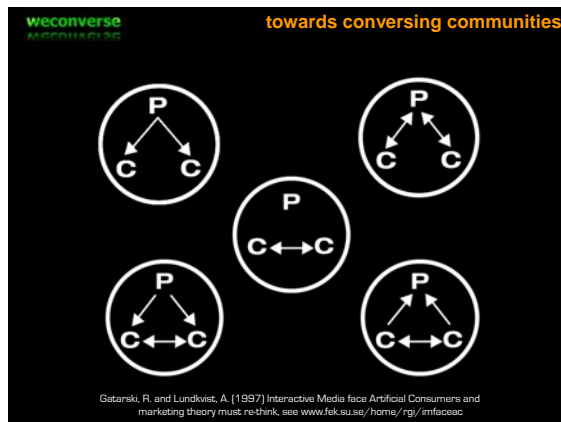 weconverse
towards conversing communities
P
C C
P
C C
P
C C
P
C C
P
C C
Gatarski, R. and Lundkvist, A. (1997) Interactive Media face Artificial Consumers and
marketing theory must re-think, see www.fek.su.se/home/rgj/imfaceac